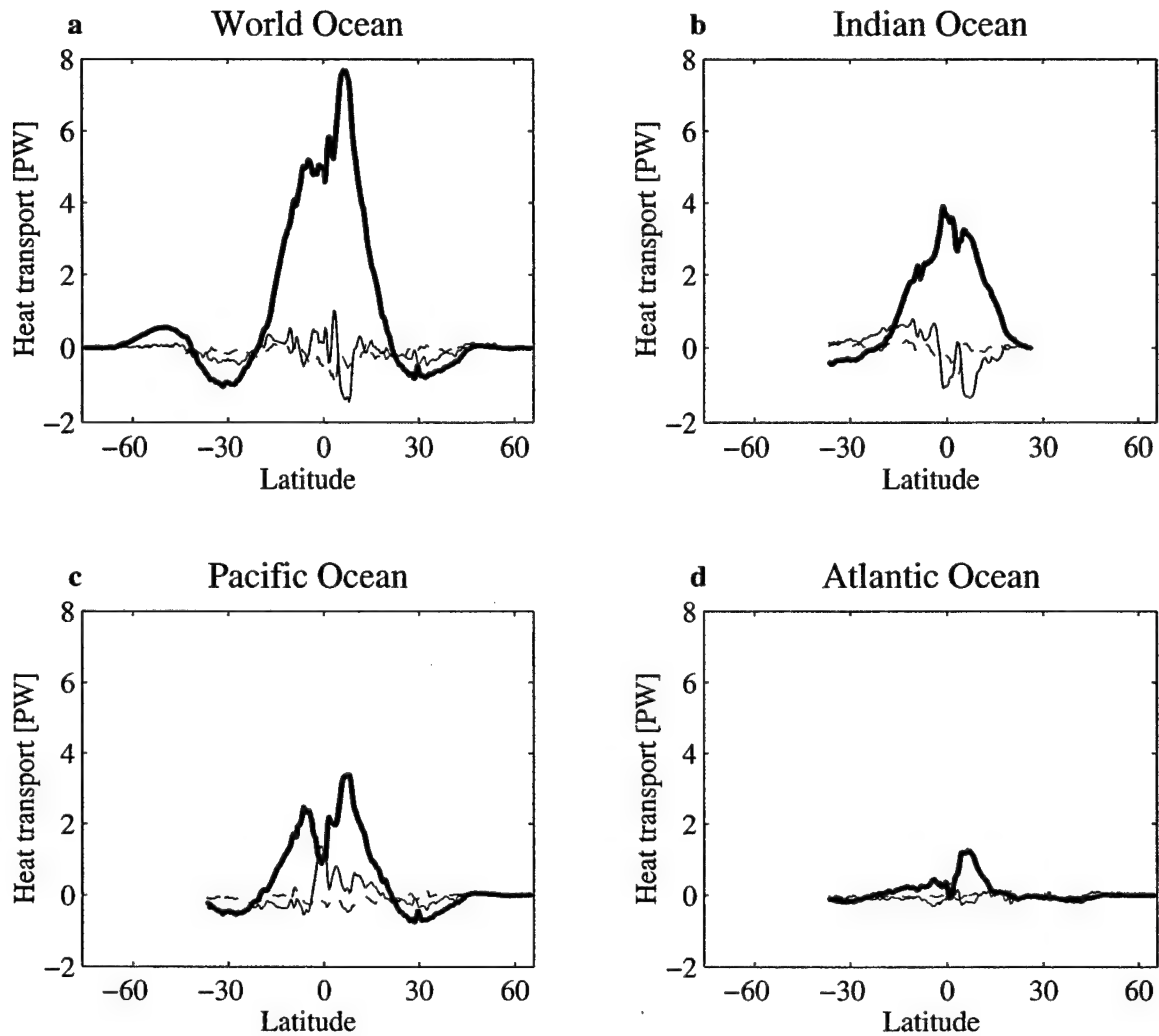 a World Ocean
Heat transport [PW]
8
6
4
2
0
−2
−60 −30 0 30 60
Latitude
b Indian Ocean
Heat transport [PW]
8
6
4
2
0
−2
−60 −30 0 30 60
Latitude
c Pacific Ocean
Heat transport [PW]
8
6
4
2
0
−2
−60 −30 0 30 60
Latitude
d Atlantic Ocean
Heat transport [PW]
8
6
4
2
0
−2
−60 −30 0 30 60
Latitude